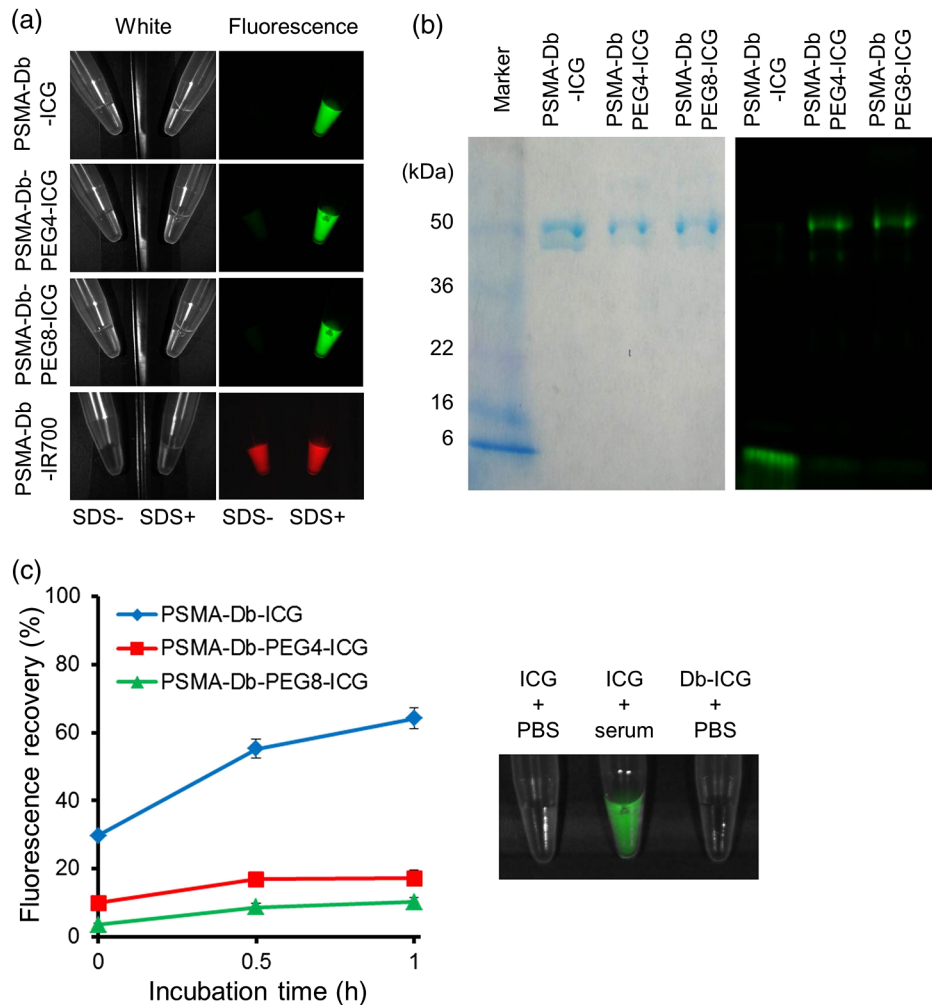 (a)
White
Fluorescence
PSMA-Db
-ICG
PSMA-Db-
PEG4-ICG
PSMA-Db-
PEG8-ICG
PSMA-Db
-IR700
SDS- SDS+
SDS- SDS+
(b)
Marker
PSMA-Db
-ICG
PSMA-Db
PEG4-ICG
PSMA-Db
PEG8-ICG
PSMA-Db
-ICG
PSMA-Db
PEG4-ICG
PSMA-Db
PEG8-ICG
(kDa)
50
36
22
16
6
(c)
Fluorescence recovery (%)
100
80
60
40
20
0
PSMA-Db-ICG
PSMA-Db-PEG4-ICG
PSMA-Db-PEG8-ICG
0 0.5 1
Incubation time (h)
ICG
+
PBS
ICG
+
serum
Db-ICG
+
PBS